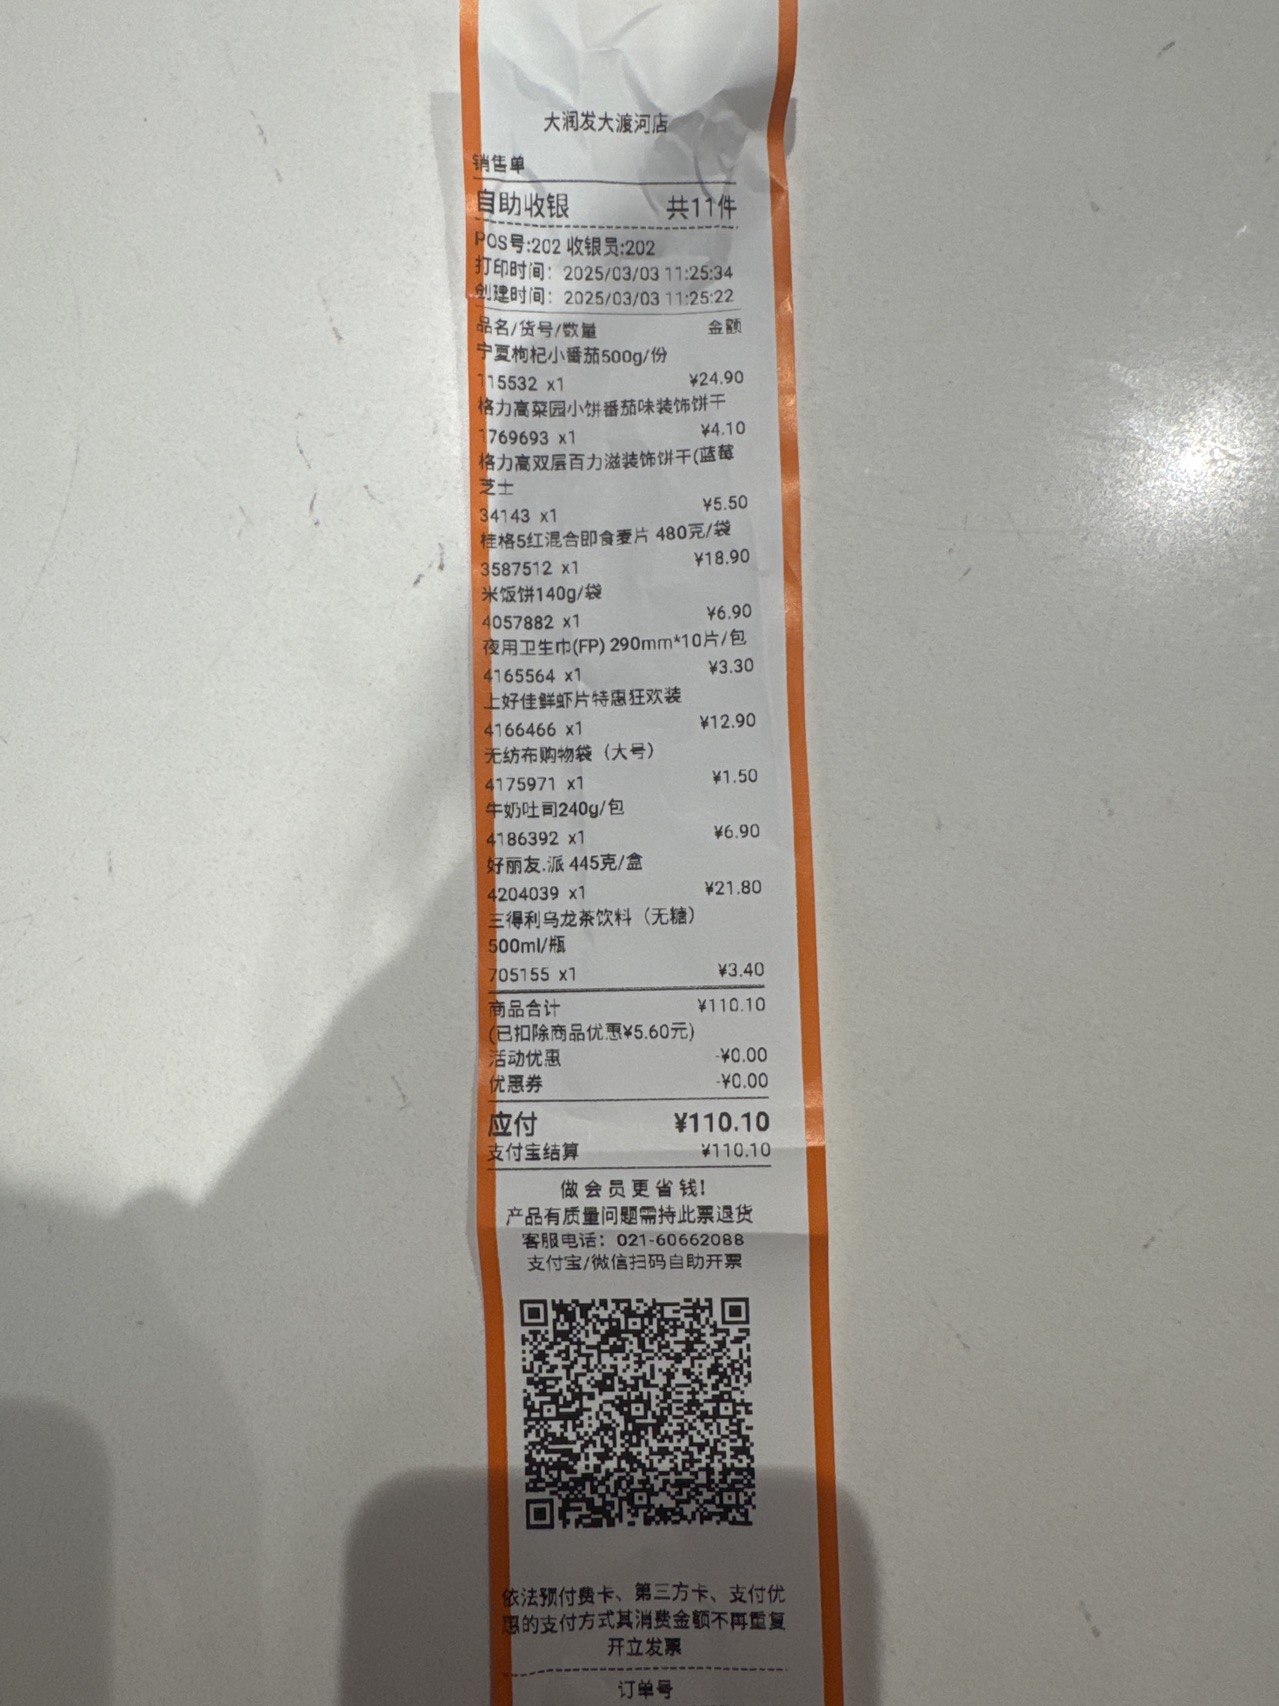 大润发大渡河店
销售单
自助收银 共11件
POS号:202 收银员:202
打印时间: 2025/03/03 11:25:34
创建时间: 2025/03/03 11:25:22
品名/货号/数量 金额
宁夏枸杞小番茄500g/份
115532 x1 ¥24.90
格力高菜园小饼番茄味装饰饼干
1769693 x1 ¥4.10
格力高双层百力滋装饰饼干(蓝莓
芝士
34143 x1 ¥5.50
桂格5红混合即食麦片 480克/袋
3587512 x1 ¥18.90
米饭饼140g/袋
4057882 x1 ¥6.90
夜用卫生巾(FP) 290mm*10片/包
4165564 x1 ¥3.30
上好佳鲜虾片特惠狂欢装
4166466 x1 ¥12.90
无纺布购物袋（大号）
4175971 x1 ¥1.50
牛奶吐司240g/包
4186392 x1 ¥6.90
好丽友.派 445克/盒
4204039 x1 ¥21.80
三得利乌龙茶饮料（无糖）
500ml/瓶
705155 x1 ¥3.40
商品合计 ¥110.10
(已扣除商品优惠¥5.60元)
活动优惠 -¥0.00
优惠券 -¥0.00
应付 ¥110.10
支付宝结算 ¥110.10
做会员更省钱!
产品有质量问题需持此票退货
客服电话: 021-60662088
支付宝/微信扫码自助开票
依法预付费卡、第三方卡、支付优
惠的支付方式其消费金额不再重复
开立发票
订单号